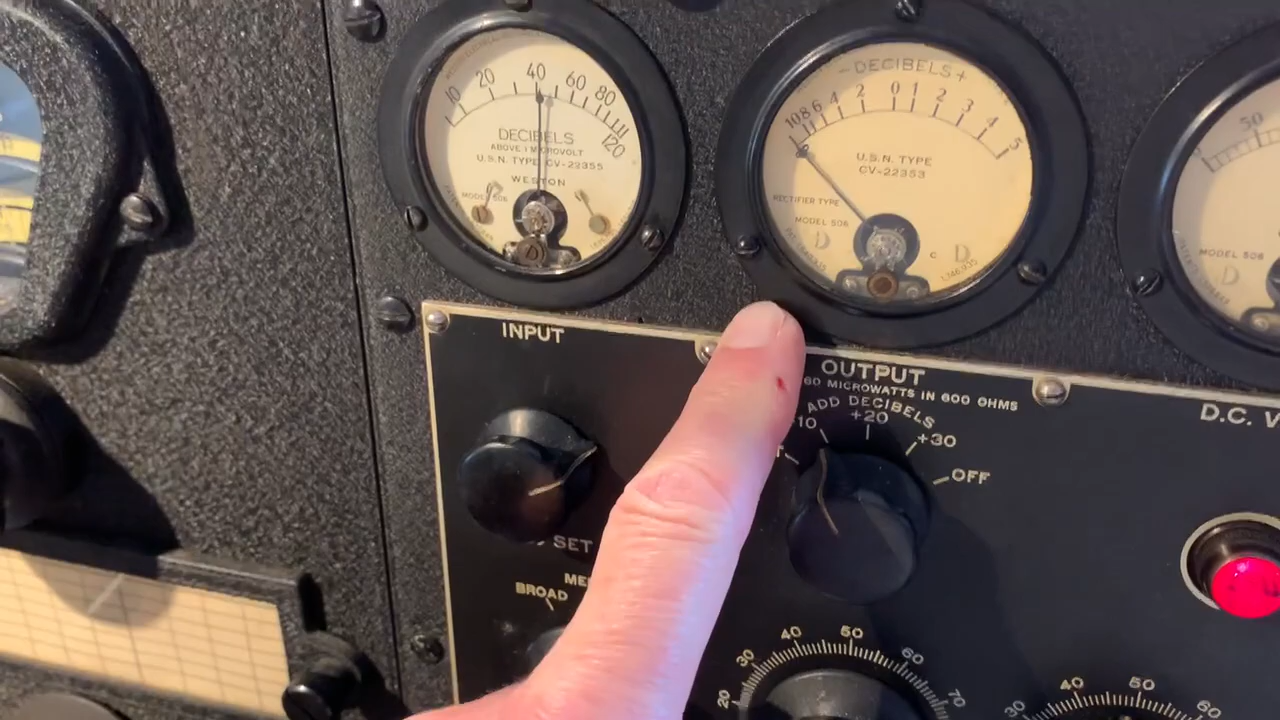 10 20 40 60 80 120
DECIBELS
ABOVE 1 MICROVOLT
U.S.N. TYPE CV-22355
WESTON
MODEL 506
- DECIBELS +
10 8 6 4 2 0 1 2 3 4 5
U.S.N. TYPE
CV-22353
RECTIFIER TYPE
MODEL 506
D
C
D
50
MODEL 506
D
INPUT
SET
BROAD
OUTPUT
60 MICROWATTS IN 600 OHMS
ADD DECIBELS
10 +20 +30
OFF
D.C. V
20 30 40 50 60 70
30 40 50 60